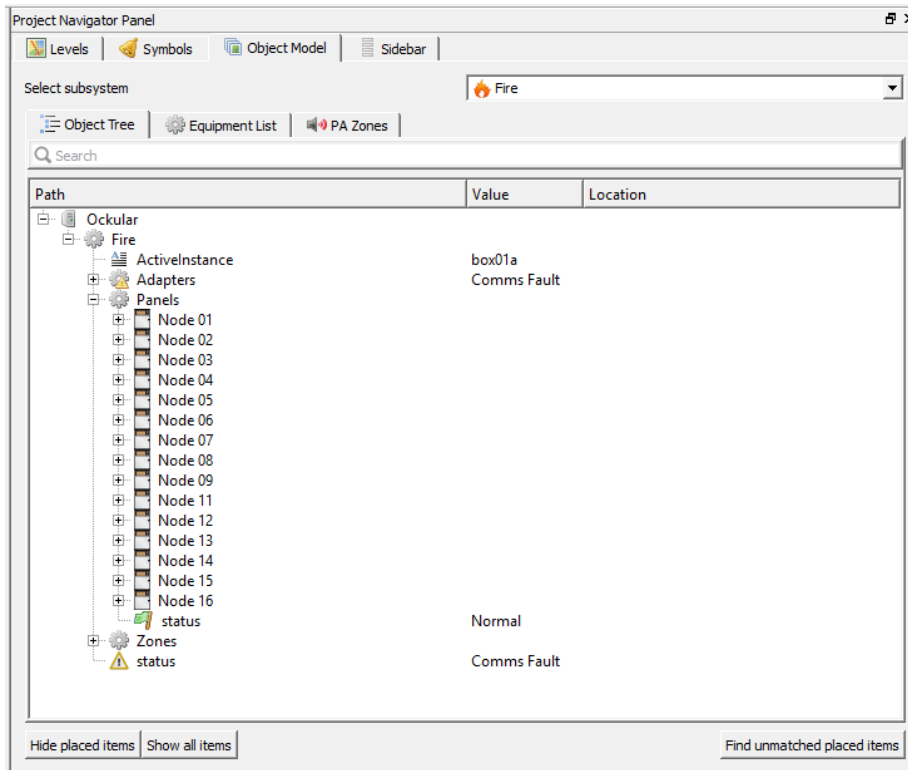 Project Navigator Panel
Levels Symbols Object Model Sidebar
Select subsystem Fire
Object Tree Equipment List PA Zones
Search
Path Value Location
Ockular
Fire
ActiveInstance box01a
Adapters Comms Fault
Panels
Node 01
Node 02
Node 03
Node 04
Node 05
Node 06
Node 07
Node 08
Node 09
Node 11
Node 12
Node 13
Node 14
Node 15
Node 16
status Normal
Zones
status Comms Fault
Hide placed items Show all items Find unmatched placed items